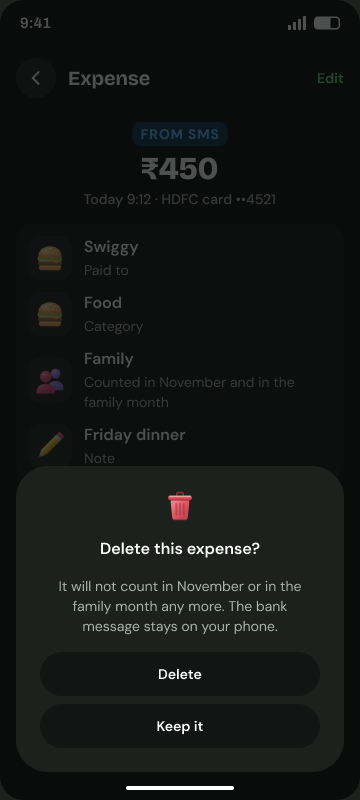 9:41
Expense
Edit
FROM SMS
₹450
Today 9:12 · HDFC card ••4521
Swiggy
Paid to
Food
Category
Family
Counted in November and in the
family month
Friday dinner
Note
Delete this expense?
It will not count in November or in the
family month any more. The bank
message stays on your phone.
Delete
Keep it